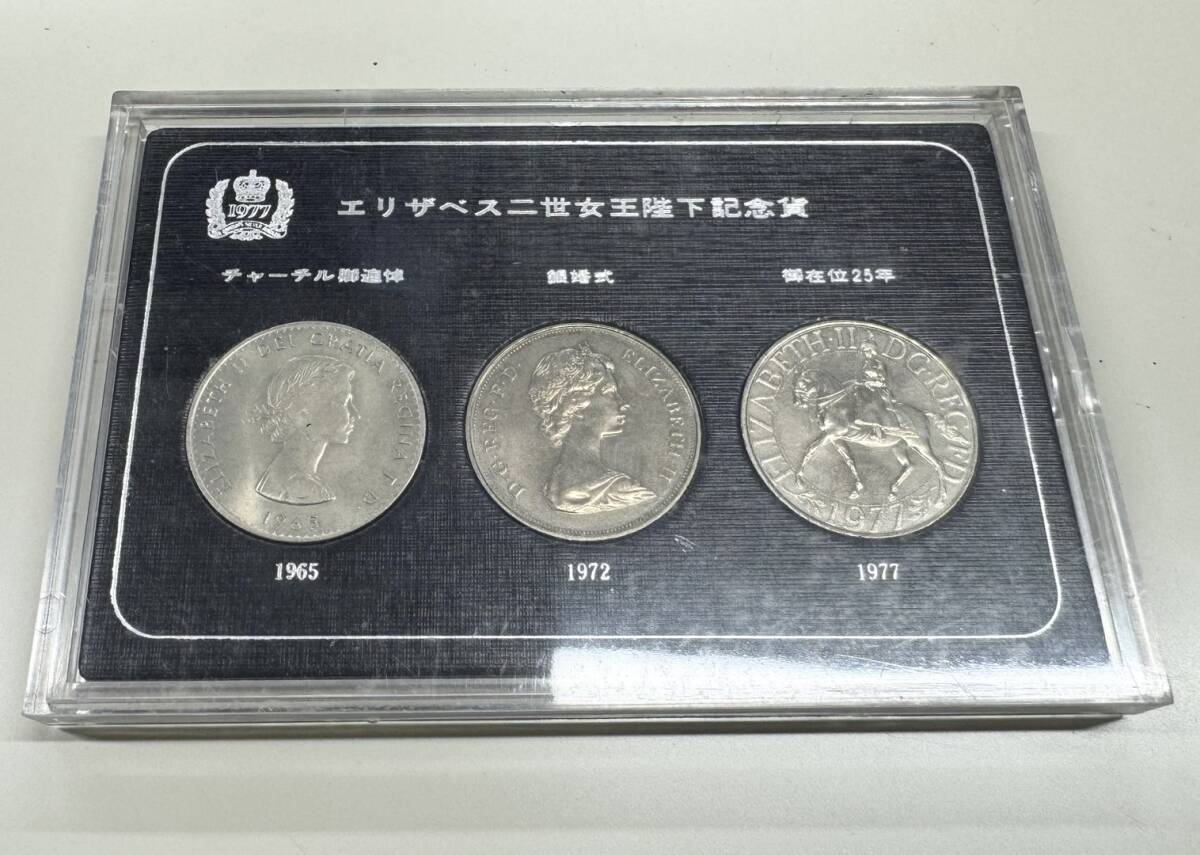 1977
エリザベス二世女王陛下記念貨
チャーチル御追悼
銀婚式
御在位25年
ELIZABETH II DEI GRATIA REGINA F.D.
1965
D·G·REG·F·D· ELIZABETH II
ELIZABETH·II D·G·REG·F·D
1977
1965
1972
1977